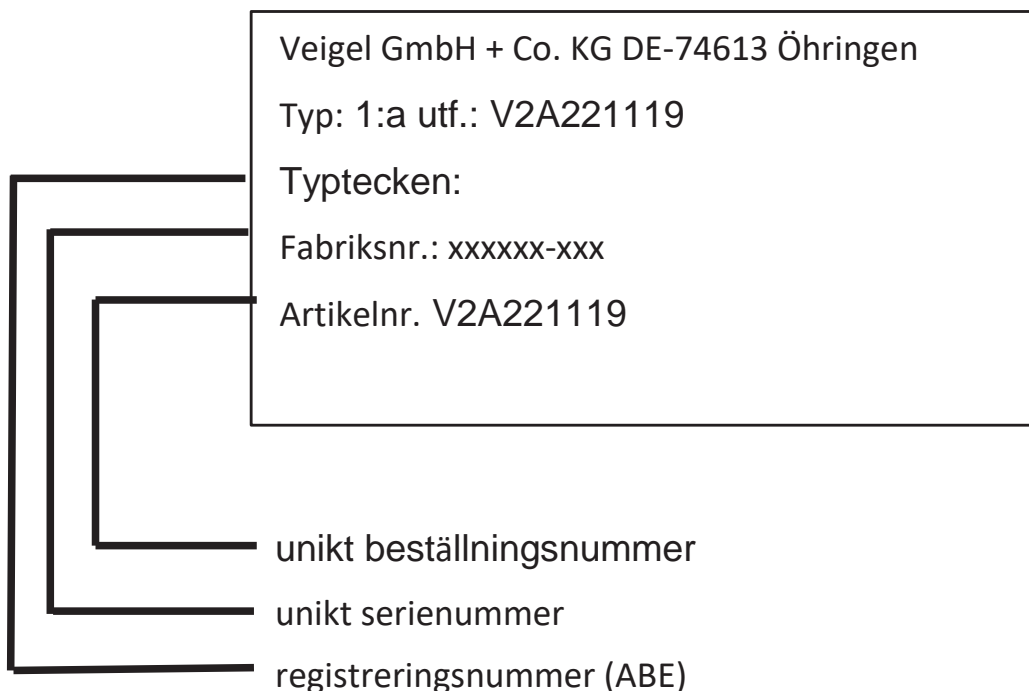 Veigel GmbH + Co. KG DE-74613 Öhringen
Typ: 1:a utf.: V2A221119
Typtecken:
Fabriksnr.: xxxxxx-xxx
Artikelnr. V2A221119
unikt beställningsnummer
unikt serienummer
registreringsnummer (ABE)